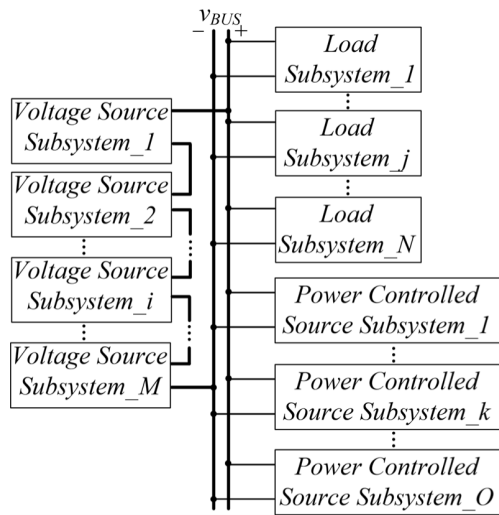 v_BUS
− +
Voltage Source
Subsystem_1
Voltage Source
Subsystem_2
Voltage Source
Subsystem_i
Voltage Source
Subsystem_M
Load
Subsystem_1
Load
Subsystem_j
Load
Subsystem_N
Power Controlled
Source Subsystem_1
Power Controlled
Source Subsystem_k
Power Controlled
Source Subsystem_O